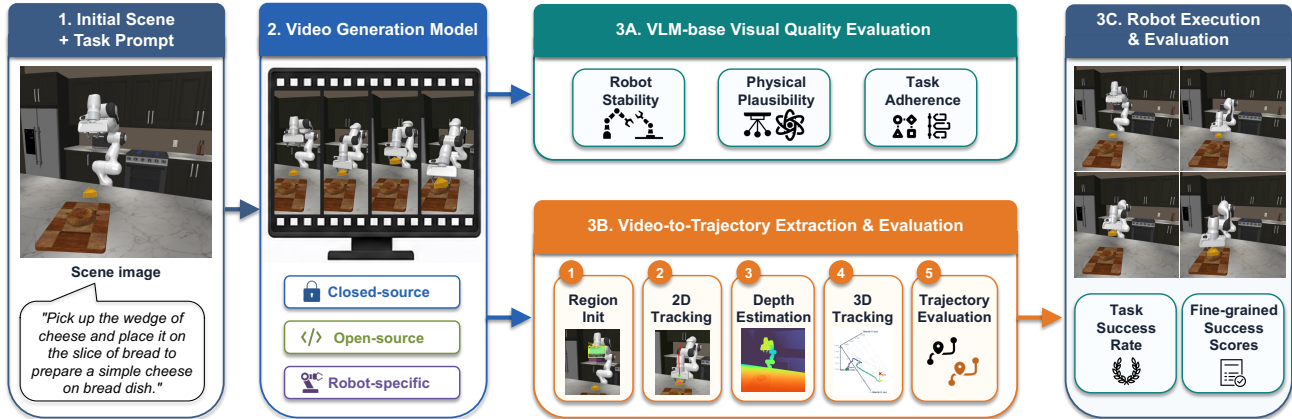 1. Initial Scene
+ Task Prompt
Scene image
"Pick up the wedge of
cheese and place it on
the slice of bread to
prepare a simple cheese
on bread dish."
2. Video Generation Model
Closed-source
</> Open-source
Robot-specific
3A. VLM-base Visual Quality Evaluation
Robot
Stability
Physical
Plausibility
Task
Adherence
3B. Video-to-Trajectory Extraction & Evaluation
1
Region
Init
2
2D
Tracking
3
Depth
Estimation
4
3D
Tracking
5
Trajectory
Evaluation
3C. Robot Execution
& Evaluation
Task
Success
Rate
Fine-grained
Success
Scores